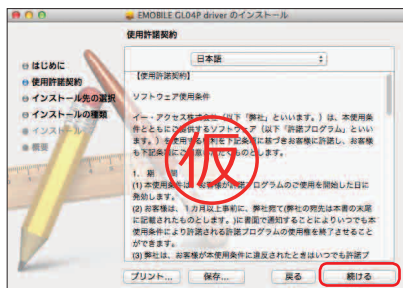 EMOBILE GL04P driver のインストール
使用許諾契約
はじめに
使用許諾契約
インストール先の選択
インストールの種類
インストール
概要
日本語
【使用許諾契約】
ソフトウェア使用条件
イー・アクセス株式会社（以下「弊社」といいます。）は、本使用条
件とともにご提供するソフトウェア（以下「許諾プログラム」といい
ます。）を使用する権利を下記条項に基づきお客様に許諾し、お客様
も下記条項にご同意いただくものとします。
1. 期 間
(1) 本使用条件は、お客様が許諾プログラムのご使用を開始した日に
発効します。
(2) お客様は、1カ月以上事前に、弊社宛て(弊社の宛先は本書の末尾
に記載されたものとします。)に書面で通知することによりいつでも本
使用条件により許諾される許諾プログラムの使用権を終了させること
ができます。
(3) 弊社は、お客様が本使用条件に違反されたときはいつでも許諾プ
仮
プリント...
保存...
戻る
続ける